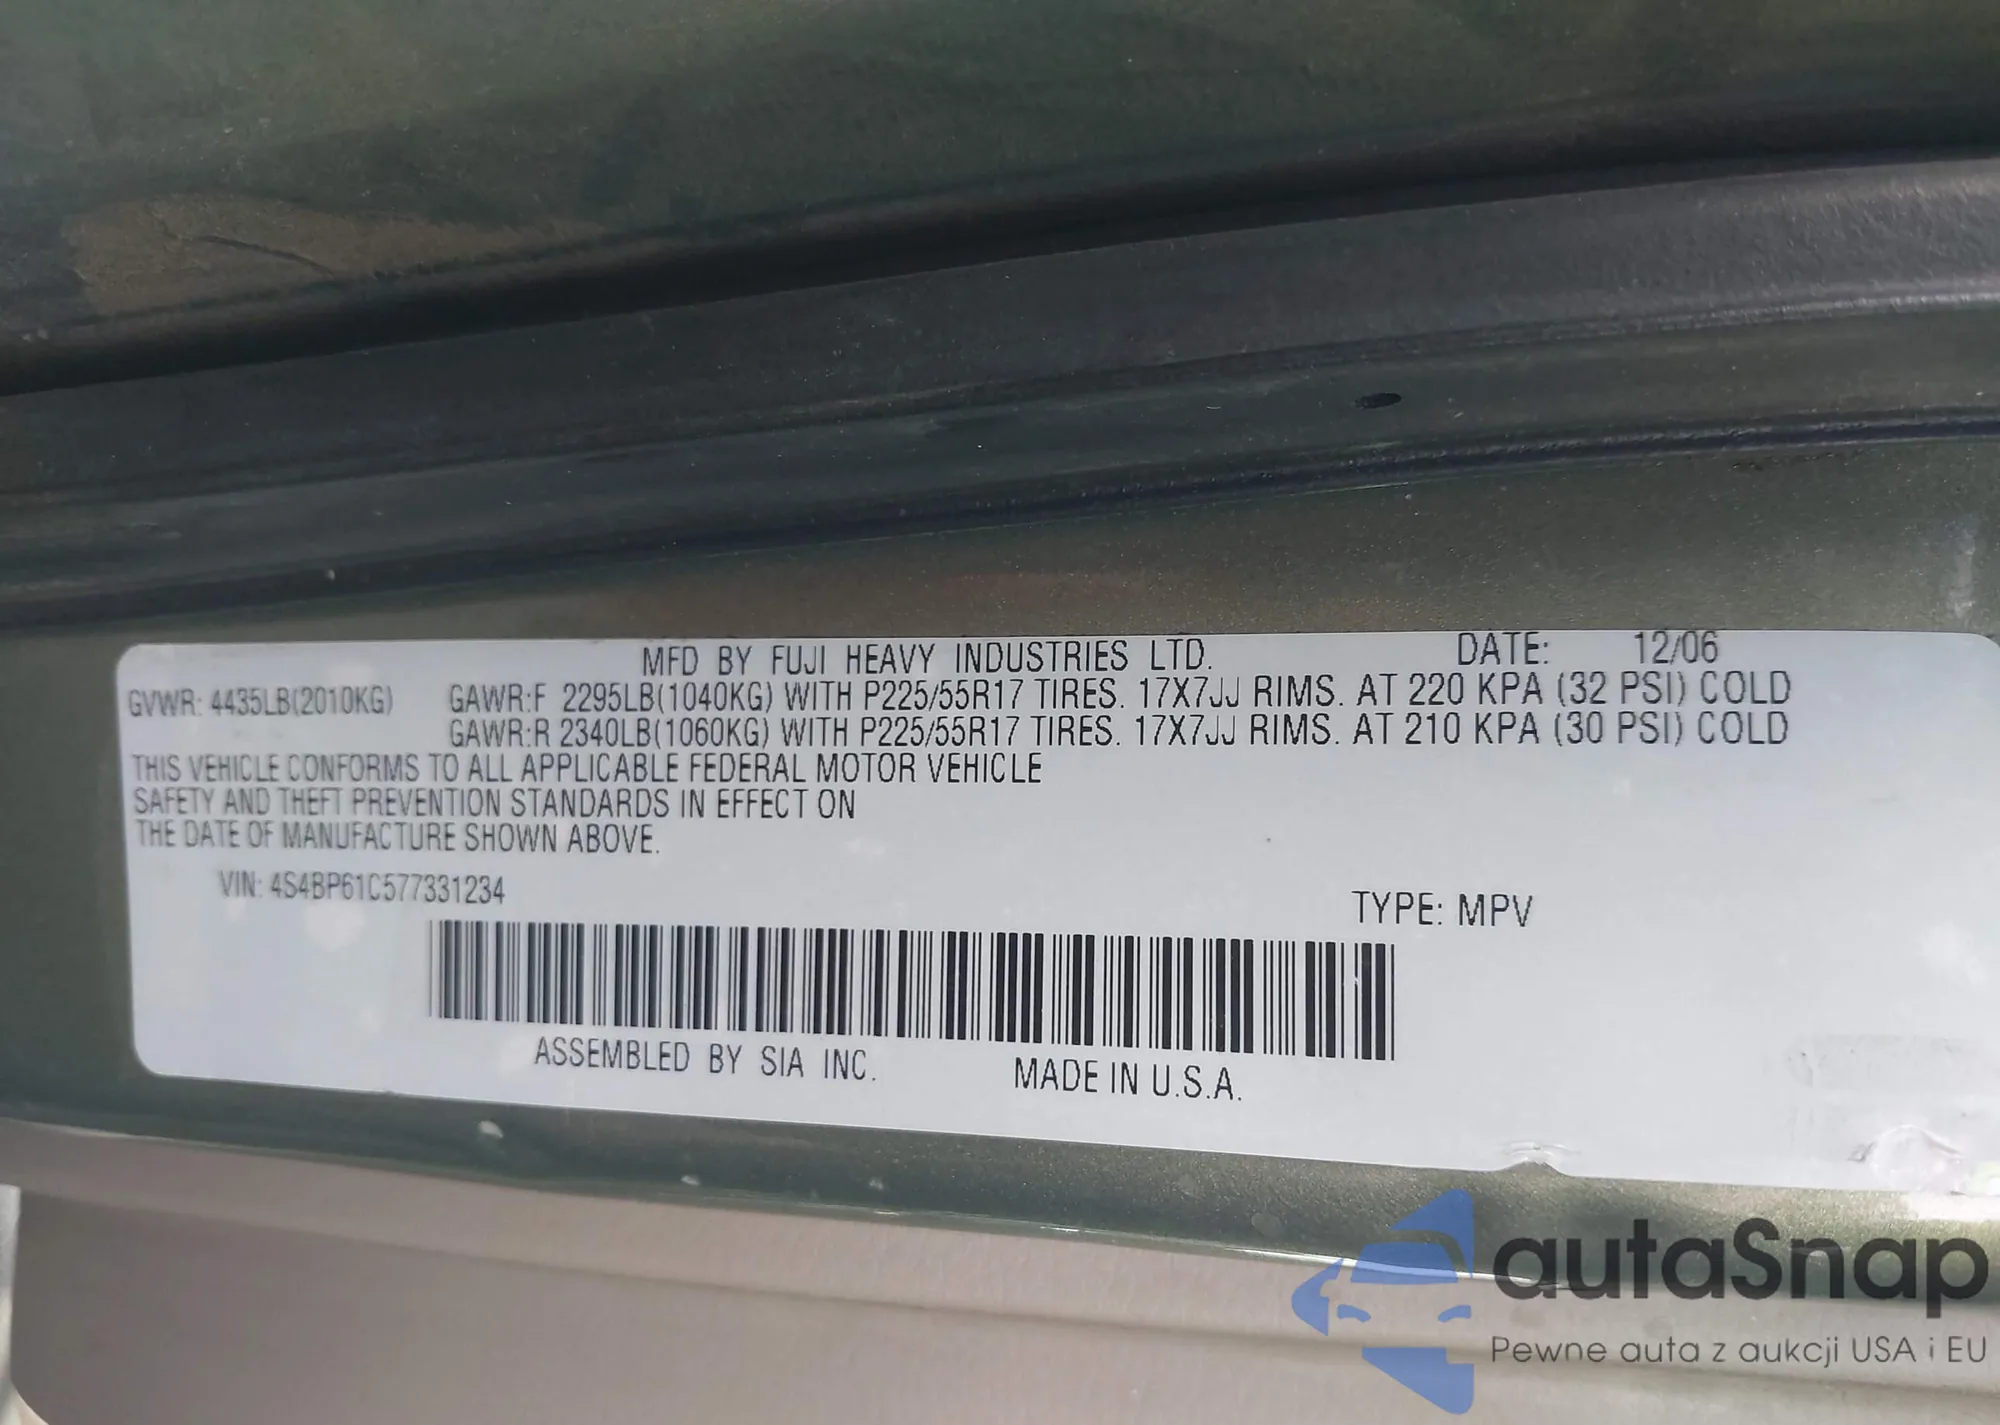 MFD BY FUJI HEAVY INDUSTRIES LTD. DATE: 12/06
GVWR: 4435LB(2010KG) GAWR:F 2295LB(1040KG) WITH P225/55R17 TIRES. 17X7JJ RIMS. AT 220 KPA (32 PSI) COLD
GAWR:R 2340LB(1060KG) WITH P225/55R17 TIRES. 17X7JJ RIMS. AT 210 KPA (30 PSI) COLD
THIS VEHICLE CONFORMS TO ALL APPLICABLE FEDERAL MOTOR VEHICLE
SAFETY AND THEFT PREVENTION STANDARDS IN EFFECT ON
THE DATE OF MANUFACTURE SHOWN ABOVE.
VIN: 4S4BP61C577331234 TYPE: MPV
ASSEMBLED BY SIA INC. MADE IN U.S.A.
autaSnap
Pewne auta z aukcji USA i EU